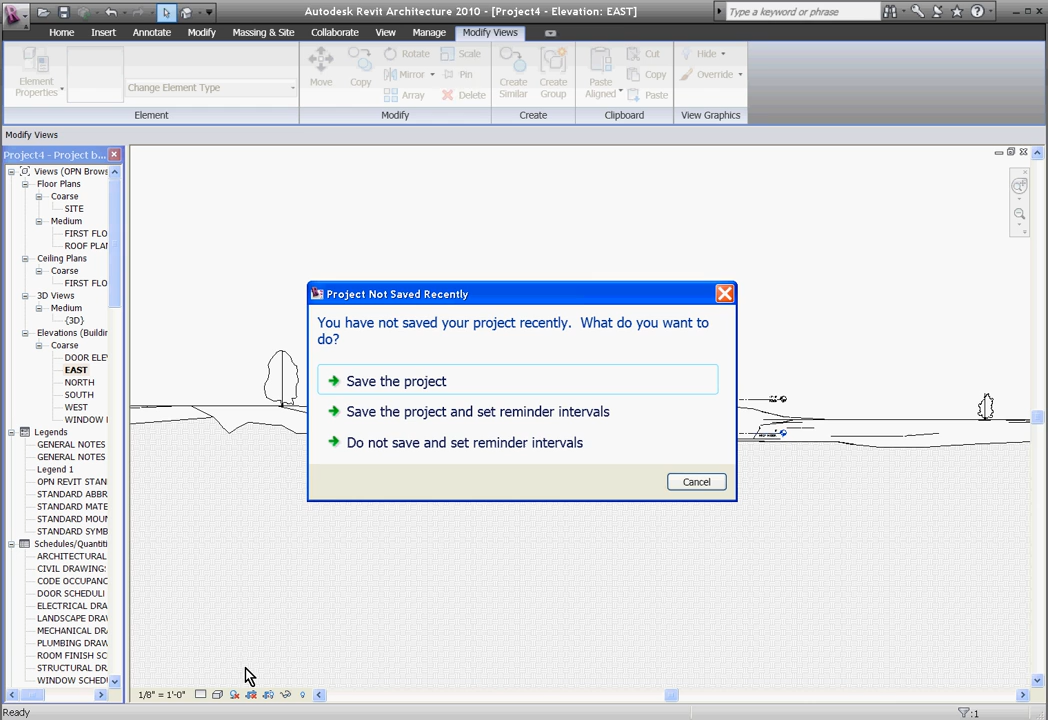 Autodesk Revit Architecture 2010 - [Project4 - Elevation: EAST]
Type a keyword or phrase
Home Insert Annotate Modify Massing & Site Collaborate View Manage Modify Views
Element Properties
Change Element Type
Element
Move
Copy
Rotate
Scale
Mirror
Pin
Array
Delete
Modify
Create Similar
Create Group
Create
Paste Aligned
Cut
Copy
Paste
Clipboard
Hide
Override
View Graphics
Modify Views
Project4 - Project b...
Views (OPN Brows
Floor Plans
Coarse
SITE
Medium
FIRST FLO
ROOF PLAN
Ceiling Plans
Coarse
FIRST FLO
3D Views
Medium
{3D}
Elevations (Buildin
Coarse
DOOR ELE
EAST
NORTH
SOUTH
WEST
WINDOW
Legends
GENERAL NOTES
GENERAL NOTES
Legend 1
OPN REVIT STAN
STANDARD ABBR
STANDARD MATE
STANDARD MOUN
STANDARD SYMB
Schedules/Quantiti
ARCHITECTURAL
CIVIL DRAWINGS
CODE OCCUPANC
DOOR SCHEDULI
ELECTRICAL DRA
LANDSCAPE DRAW
MECHANICAL DRA
PLUMBING DRAW
ROOM FINISH SC
STRUCTURAL DR
WINDOW SCHEDU
Project Not Saved Recently
You have not saved your project recently. What do you want to
do?
Save the project
Save the project and set reminder intervals
Do not save and set reminder intervals
Cancel
1/8" = 1'-0"
Ready
:1